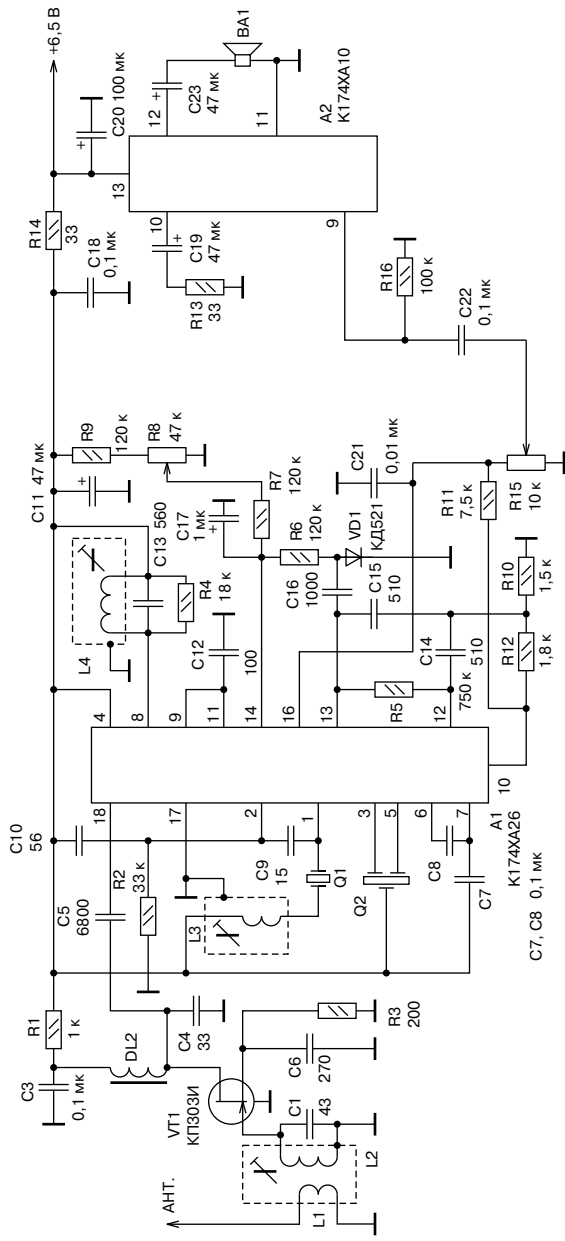 АНТ.
L1
L2
C3
0,1 мк
R1
1 к
DL2
VT1
КП303И
C1
43
C4
33
C6
270
R3
200
C5
6800
R2
33 к
C10
56
L3
C9
15
Q1
Q2
C8
C7
C7, C8 0,1 мк
18
17
2
1
3
5
6
7
4
8
9
11
14
16
13
12
10
A1
К174ХА26
L4
C13 560
R4
18 к
C12
100
C11 47 мк
C17
1 мк
R9
120 к
R8
47 к
R7
120 к
R6
120 к
VD1
КД521
C16
1000
C15
510
C14
510
R5
750 к
C21
0,01 мк
R12
1,8 к
R10
1,5 к
R11
7,5 к
R15
10 к
C22
0,1 мк
R16
100 к
C18
0,1 мк
R14
33
R13
33
C19
47 мк
C20 100 мк
+6,5 В
13
10
9
12
11
C23
47 мк
BA1
A2
К174ХА10
+
+
+
+
+